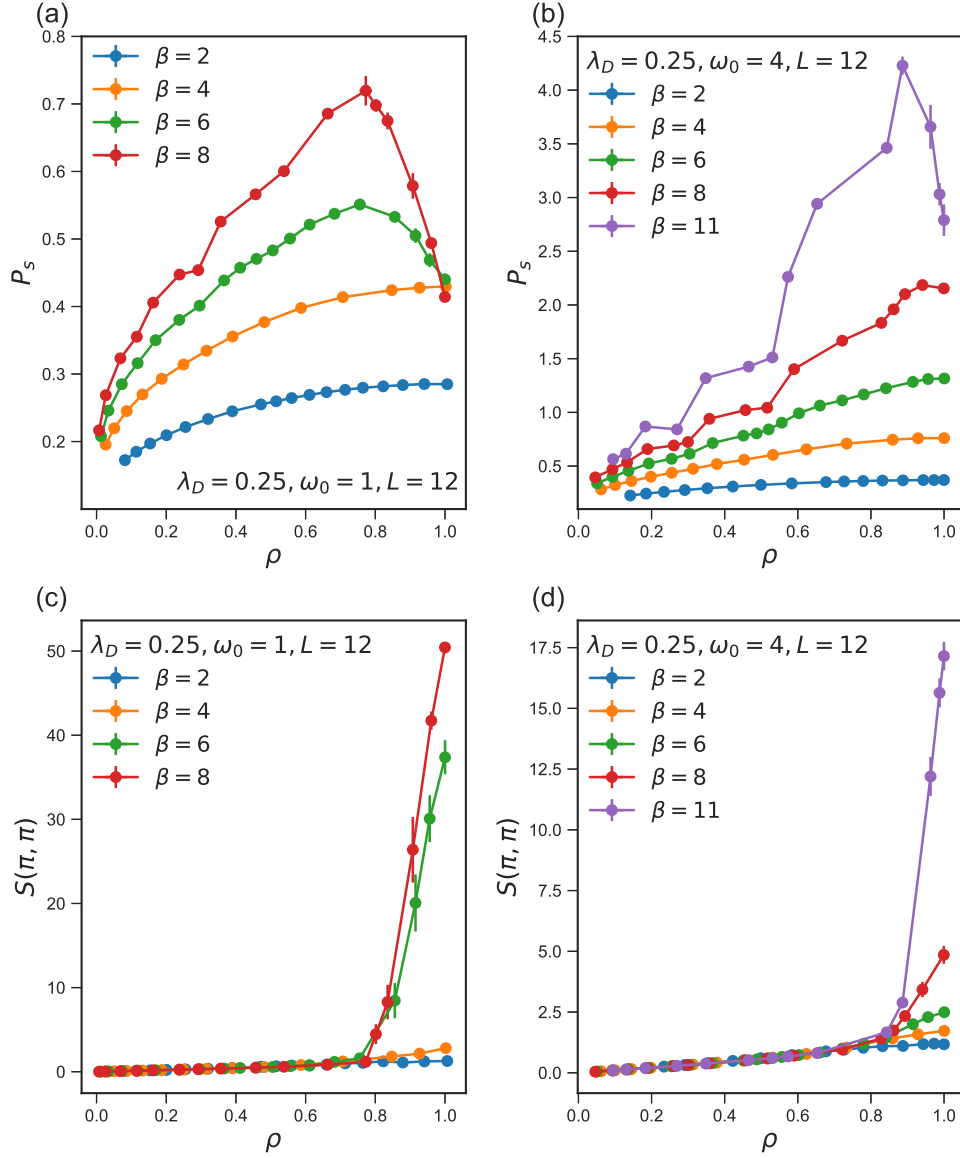 (a)
0.8
0.7
0.6
0.5
0.4
0.3
0.2
P_s
β = 2
β = 4
β = 6
β = 8
λ_D = 0.25, ω_0 = 1, L = 12
0.0 0.2 0.4 0.6 0.8 1.0
ρ
(b)
4.5
4.0
3.5
3.0
2.5
2.0
1.5
1.0
0.5
P_s
λ_D = 0.25, ω_0 = 4, L = 12
β = 2
β = 4
β = 6
β = 8
β = 11
0.0 0.2 0.4 0.6 0.8 1.0
ρ
(c)
50
40
30
20
10
0
S(π, π)
λ_D = 0.25, ω_0 = 1, L = 12
β = 2
β = 4
β = 6
β = 8
0.0 0.2 0.4 0.6 0.8 1.0
ρ
(d)
17.5
15.0
12.5
10.0
7.5
5.0
2.5
0.0
S(π, π)
λ_D = 0.25, ω_0 = 4, L = 12
β = 2
β = 4
β = 6
β = 8
β = 11
0.0 0.2 0.4 0.6 0.8 1.0
ρ